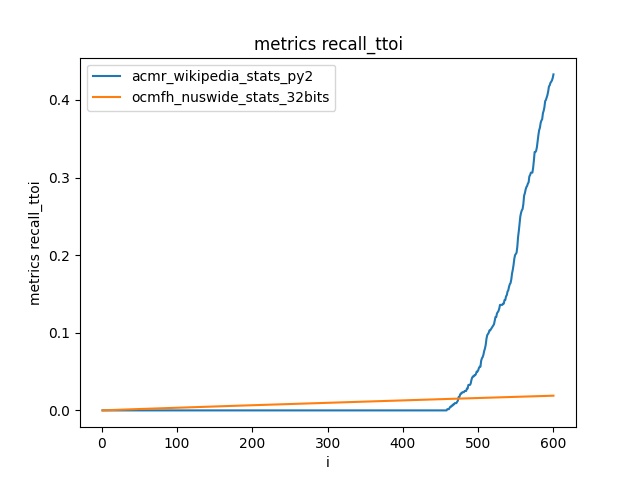 metrics recall_ttoi
acmr_wikipedia_stats_py2
ocmfh_nuswide_stats_32bits
metrics recall_ttoi
0.4
0.3
0.2
0.1
0.0
0 100 200 300 400 500 600
i